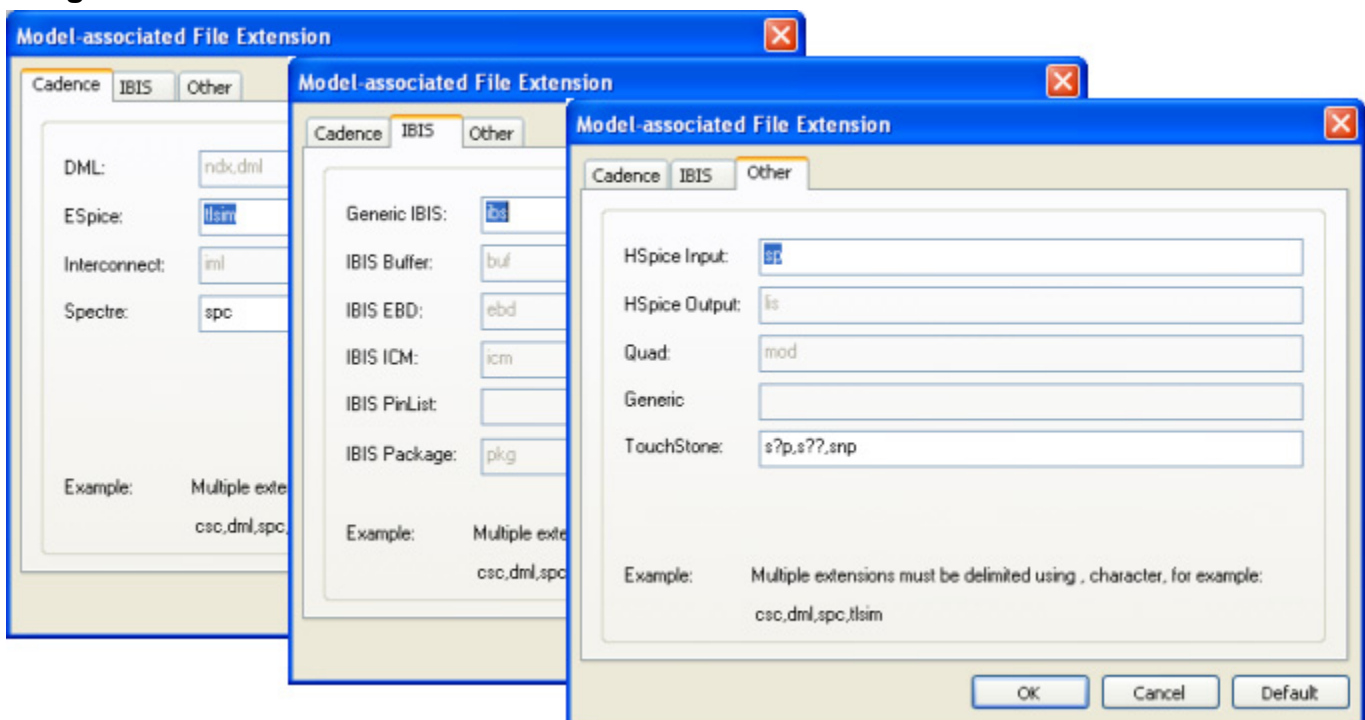 Model-associated File Extension
Cadence IBIS Other
DML: ndx,dml
ESpice: tlsim
Interconnect: iml
Spectre: spc
Example: Multiple exte
csc,dml,spc,
Model-associated File Extension
Cadence IBIS Other
Generic IBIS: ibs
IBIS Buffer: buf
IBIS EBD: ebd
IBIS ICM: icm
IBIS PinList:
IBIS Package: pkg
Example: Multiple exte
csc,dml,spc
Model-associated File Extension
Cadence IBIS Other
HSpice Input: sp
HSpice Output: lis
Quad: mod
Generic
TouchStone: s?p,s??,snp
Example: Multiple extensions must be delimited using , character, for example:
csc,dml,spc,tlsim
OK Cancel Default